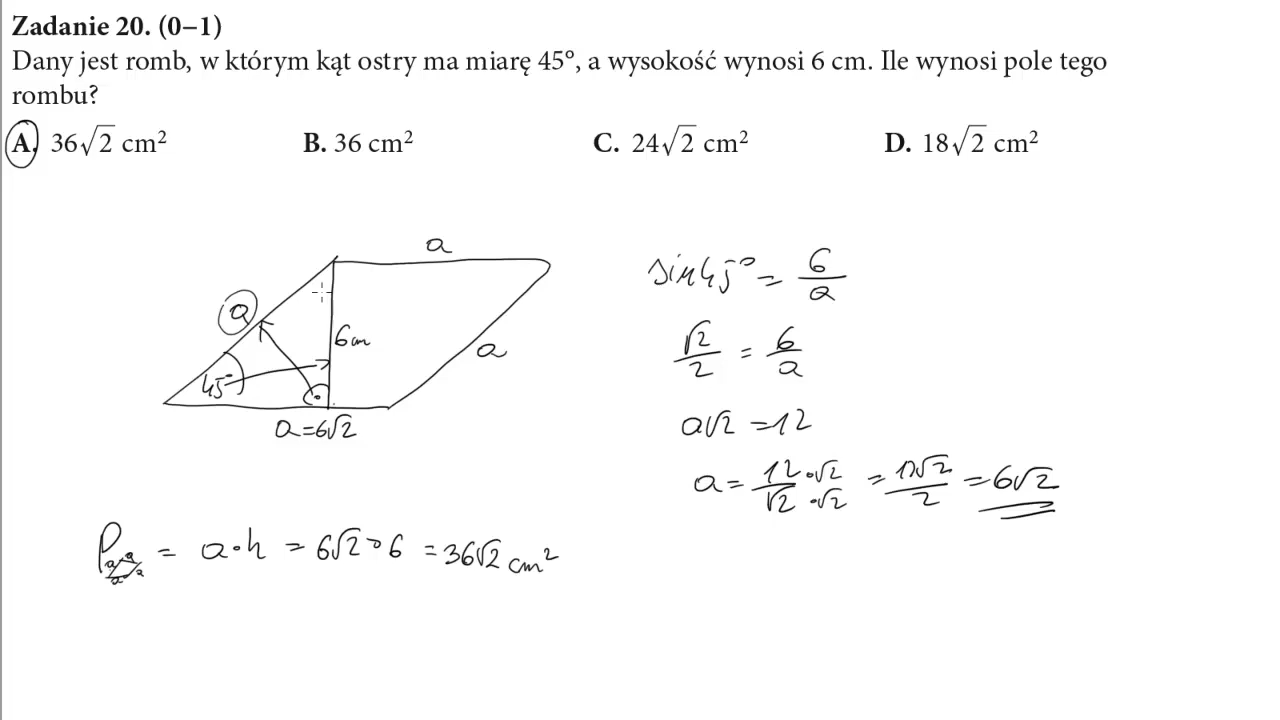 Zadanie 20. (0–1)
Dany jest romb, w którym kąt ostry ma miarę 45°, a wysokość wynosi 6 cm. Ile wynosi pole tego
rombu?
A. 36√2 cm² B. 36 cm² C. 24√2 cm² D. 18√2 cm²
a
a
6cm
a
45°
a=6√2
sin45° = 6/a
√2/2 = 6/a
a√2 = 12
a = 12·√2/√2·√2 = 12√2/2 = 6√2
P = a·h = 6√2·6 = 36√2 cm²